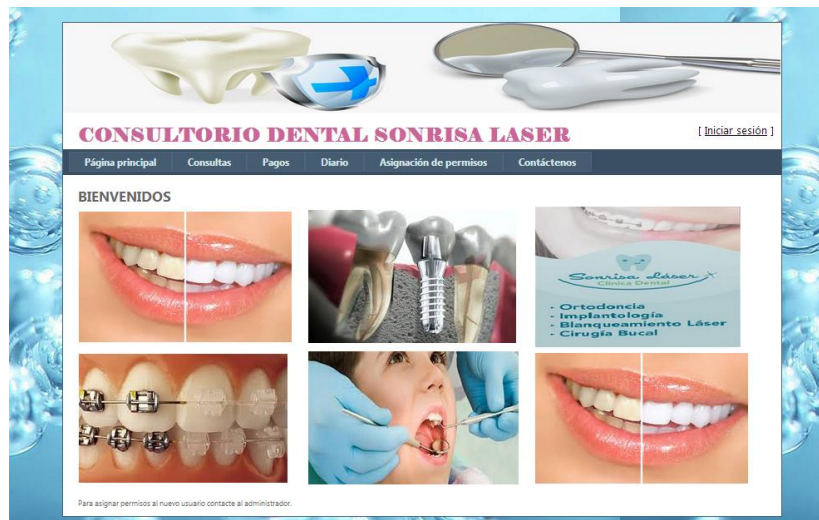 CONSULTORIO DENTAL SONRISA LASER
[ Iniciar sesión ]
Página principal Consultas Pagos Diario Asignación de permisos Contáctenos
BIENVENIDOS
Sonrisa Láser
Clínica Dental
- Ortodoncia
- Implantología
- Blanqueamiento Láser
- Cirugía Bucal
Para asignar permisos al nuevo usuario contacte al administrador.